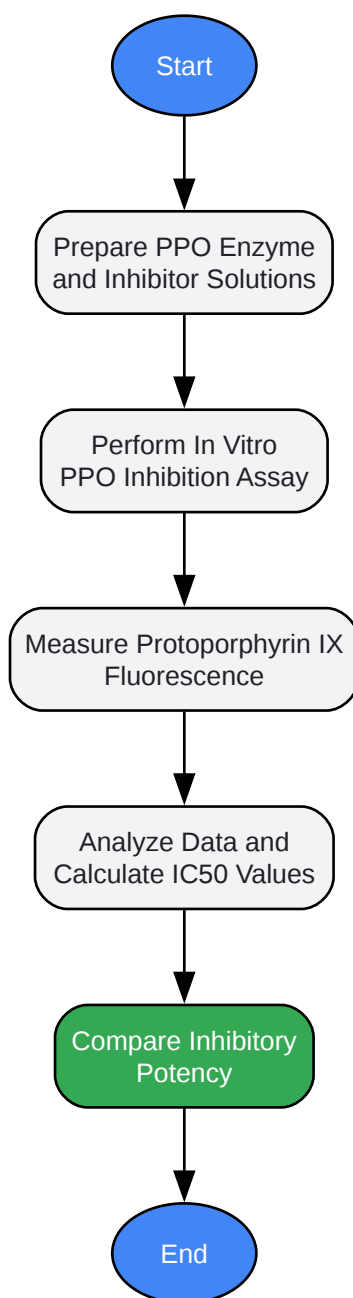 Start
Prepare PPO Enzyme
and Inhibitor Solutions
Perform In Vitro
PPO Inhibition Assay
Measure Protoporphyrin IX
Fluorescence
Analyze Data and
Calculate IC50 Values
Compare Inhibitory
Potency
End